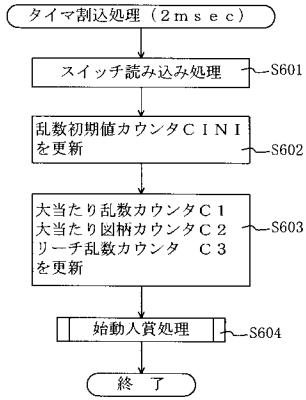 タイマ割込処理(2msec)
スイッチ読み込み処理
S601
乱数初期値カウンタCINI
を更新
S602
大当たり乱数カウンタC1
大当たり図柄カウンタC2
リーチ乱数カウンタ C3
を更新
S603
始動入賞処理
S604
終 了